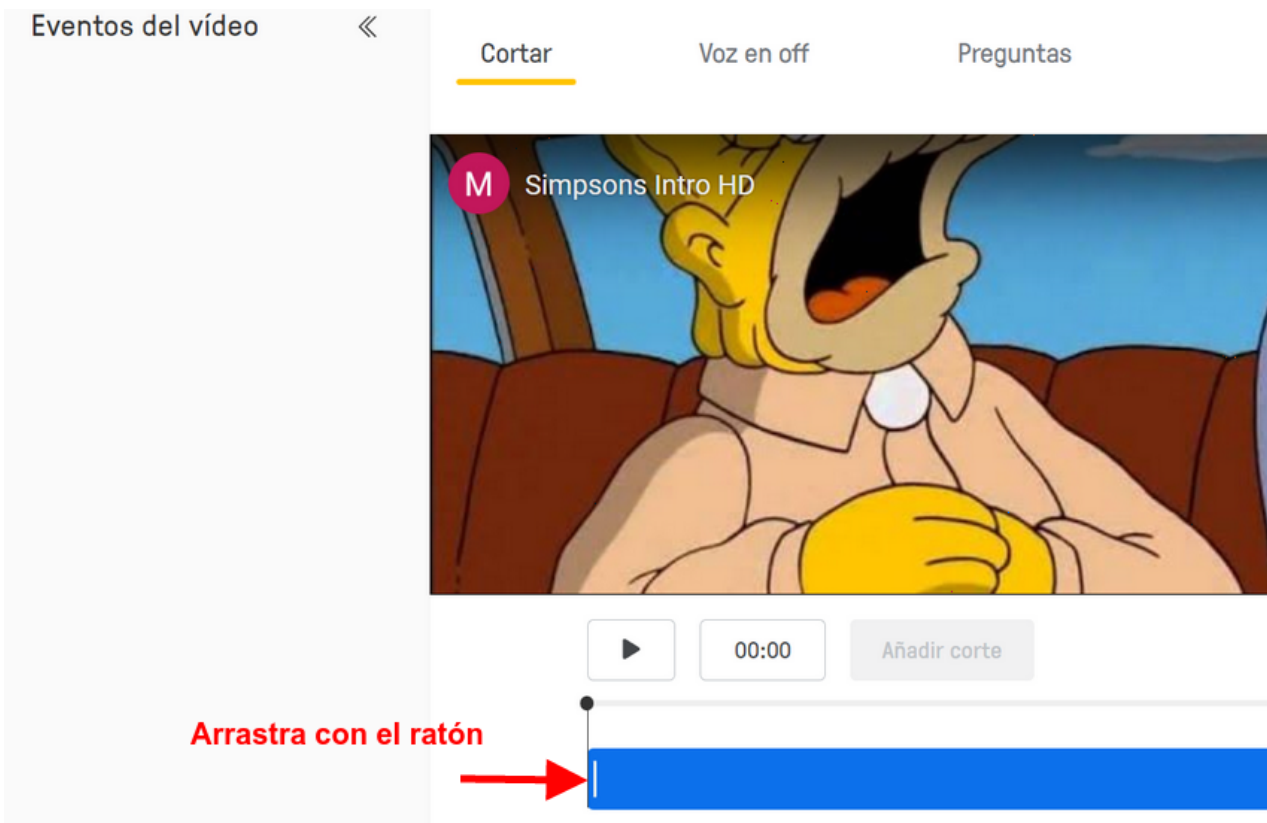 Eventos del vídeo
Cortar
Voz en off
Preguntas
M
Simpsons Intro HD
00:00
Añadir corte
Arrastra con el ratón